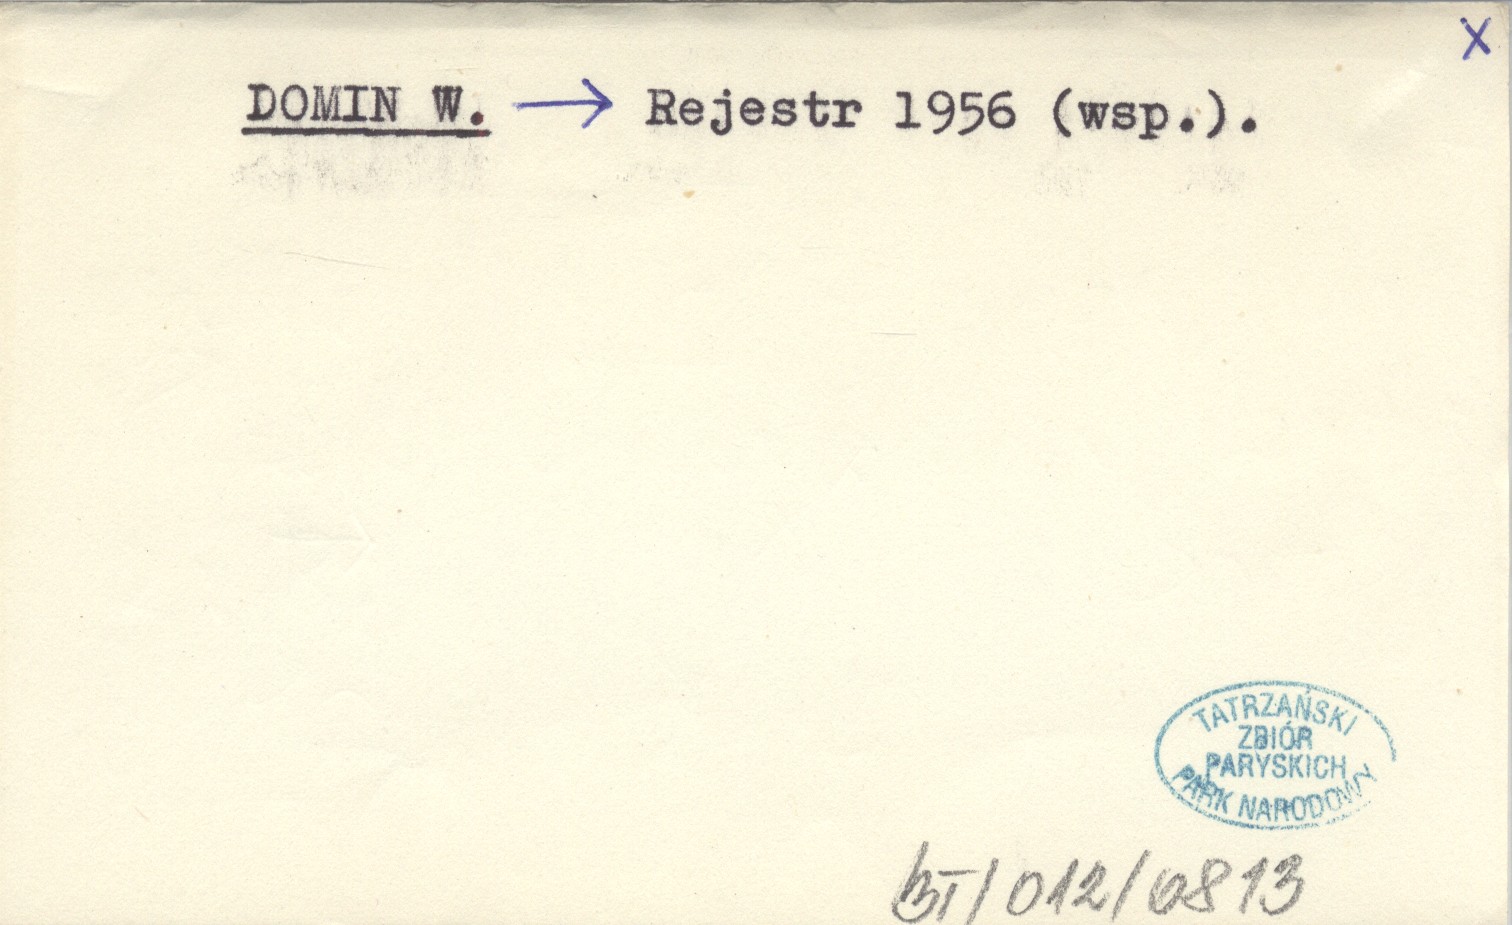 X
DOMIN W. → Rejestr 1956 (wsp.).
TATRZAŃSKI
ZBIÓR
PARYSKICH
PARK NARODOWY
BT/012/0813